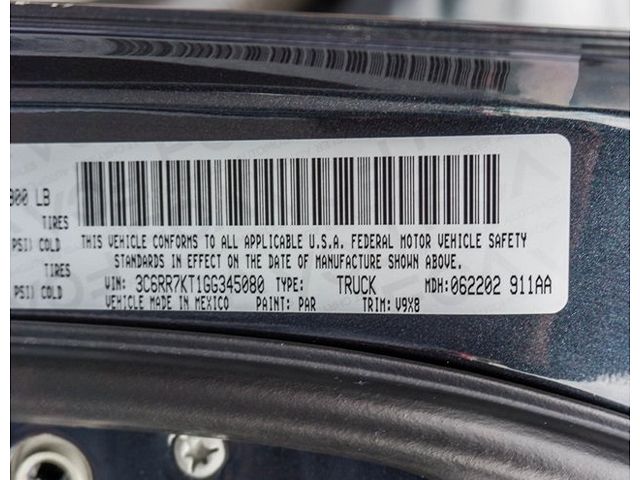 800 LB
TIRES
PSI) COLD
TIRES
PSI) COLD
THIS VEHICLE CONFORMS TO ALL APPLICABLE U.S.A. FEDERAL MOTOR VEHICLE SAFETY
STANDARDS IN EFFECT ON THE DATE OF MANUFACTURE SHOWN ABOVE.
VIN: 3C6RR7KT1GG345080 TYPE: TRUCK MDH:062202 911AA
VEHICLE MADE IN MEXICO PAINT: PAR TRIM: V9X8